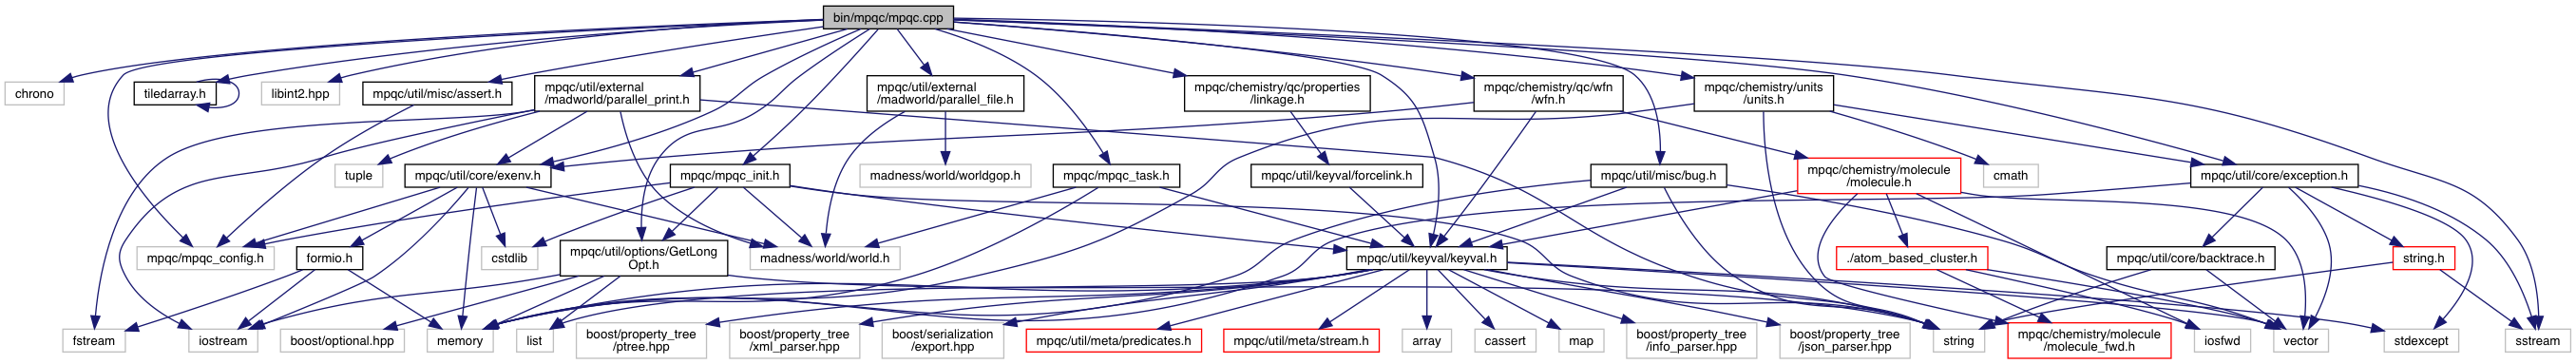 bin/mpqc/mpqc.cpp
chrono
tiledarray.h
libint2.hpp
mpqc/util/misc/assert.h
mpqc/util/external
/madworld/parallel_print.h
mpqc/util/external
/madworld/parallel_file.h
mpqc/chemistry/qc/properties
/linkage.h
mpqc/chemistry/qc/wfn
/wfn.h
mpqc/chemistry/units
/units.h
tuple
mpqc/util/core/exenv.h
mpqc/mpqc_init.h
madness/world/worldgop.h
mpqc/mpqc_task.h
mpqc/util/keyval/forcelink.h
mpqc/util/misc/bug.h
mpqc/chemistry/molecule
/molecule.h
cmath
mpqc/util/core/exception.h
mpqc/mpqc_config.h
formio.h
cstdlib
mpqc/util/options/GetLong
Opt.h
madness/world/world.h
mpqc/util/keyval/keyval.h
./atom_based_cluster.h
mpqc/util/core/backtrace.h
string.h
fstream
iostream
boost/optional.hpp
memory
list
boost/property_tree
/ptree.hpp
boost/property_tree
/xml_parser.hpp
boost/serialization
/export.hpp
mpqc/util/meta/predicates.h
mpqc/util/meta/stream.h
array
cassert
map
boost/property_tree
/info_parser.hpp
boost/property_tree
/json_parser.hpp
string
mpqc/chemistry/molecule
/molecule_fwd.h
iosfwd
vector
stdexcept
sstream